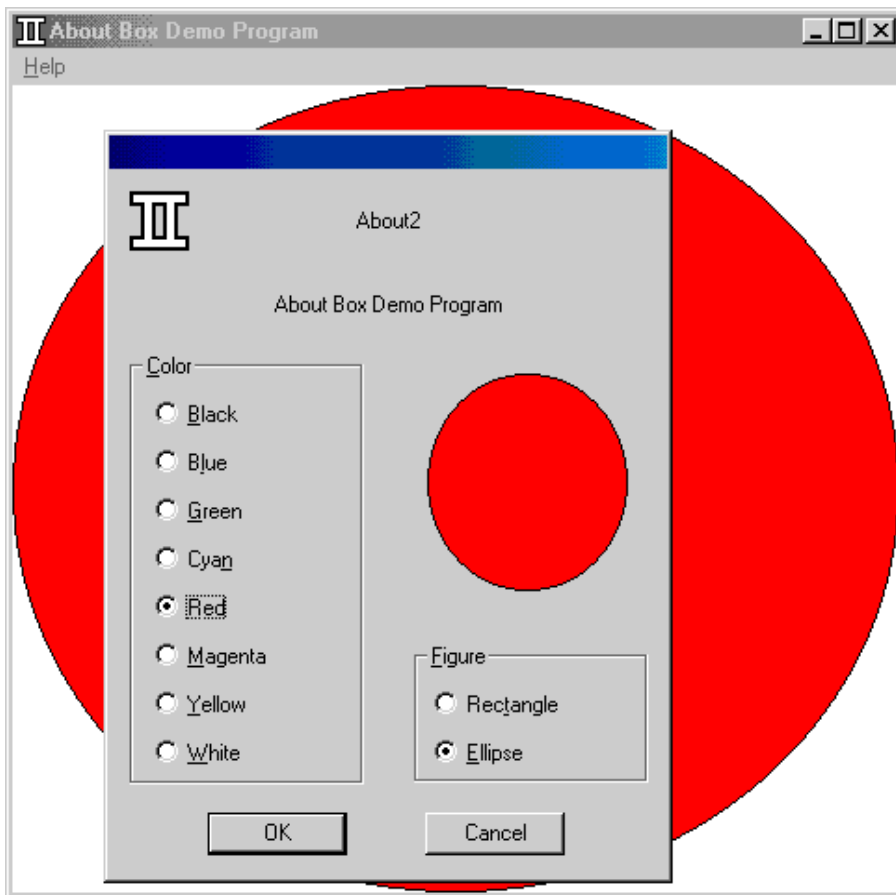 About Box Demo Program
Help
About2
About Box Demo Program
Color
Black
Blue
Green
Cyan
Red
Magenta
Yellow
White
Figure
Rectangle
Ellipse
OK
Cancel